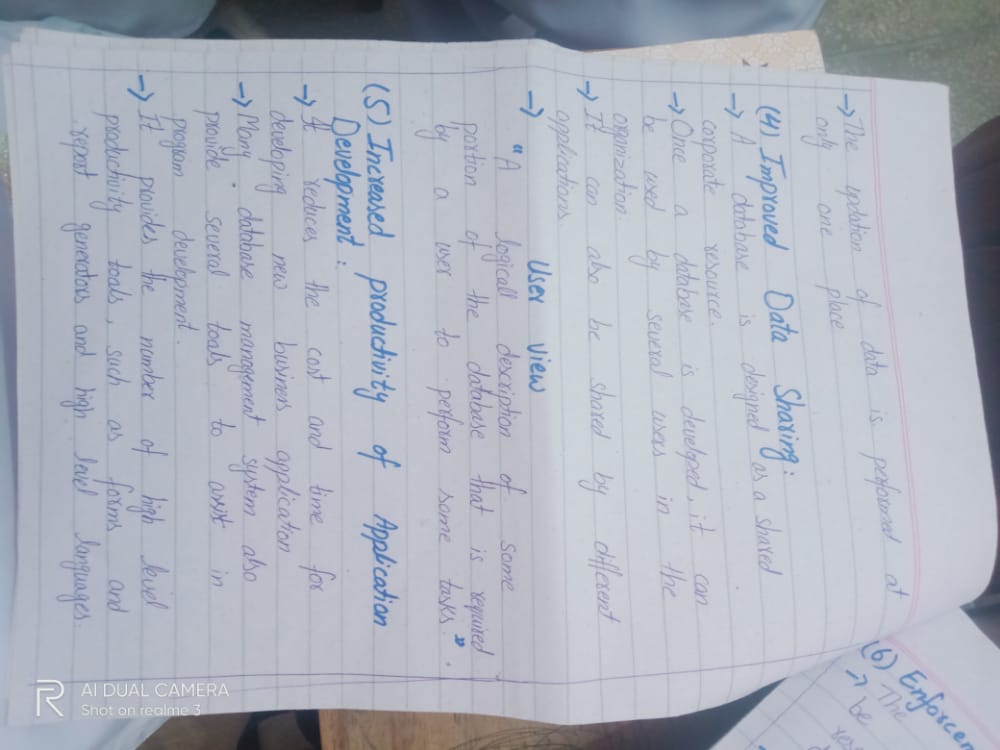 → The updation of data is performed at
only one place
(4) Improved Data Sharing:
→ A database is designed as a shared
corporate resource.
→ One a database is developed, it can
be used by several users in the
organization.
→ It can also be shared by different
applications.
→ User View
"A logicall description of some
portion of the database that is required
by a user to perform some tasks."
(5) Increased productivity of Application
Development:
→ It reduces the cost and time for
developing new business application
→ Many database management system also
provide several tools to assist in
program development.
→ It provides the number of high level
productivity tools, such as forms and
report generators and high level languages.
(6) Enforcem
→ The
be
AI DUAL CAMERA
Shot on realme 3